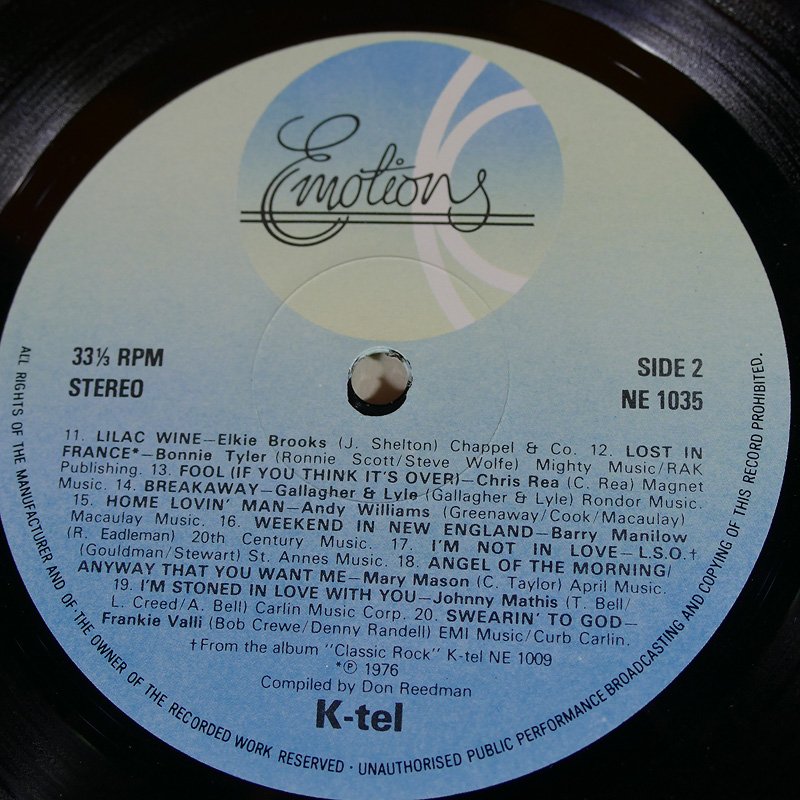 Emotions
33⅓ RPM
STEREO
SIDE 2
NE 1035
11. LILAC WINE—Elkie Brooks (J. Shelton) Chappel & Co. 12. LOST IN
FRANCE*—Bonnie Tyler (Ronnie Scott/Steve Wolfe) Mighty Music/RAK
Publishing. 13. FOOL (IF YOU THINK IT'S OVER)—Chris Rea (C. Rea) Magnet
Music. 14. BREAKAWAY—Gallagher & Lyle (Gallagher & Lyle) Rondor Music.
15. HOME LOVIN' MAN—Andy Williams (Greenaway/Cook/Macaulay)
Macaulay Music. 16. WEEKEND IN NEW ENGLAND—Barry Manilow
(R. Eadleman) 20th Century Music. 17. I'M NOT IN LOVE—L.S.O.†
(Gouldman/Stewart) St. Annes Music. 18. ANGEL OF THE MORNING/
ANYWAY THAT YOU WANT ME—Mary Mason (C. Taylor) April Music.
19. I'M STONED IN LOVE WITH YOU—Johnny Mathis (T. Bell/
L. Creed/A. Bell) Carlin Music Corp. 20. SWEARIN' TO GOD—
Frankie Valli (Bob Crewe/Denny Randell) EMI Music/Curb Carlin.
†From the album "Classic Rock" K-tel NE 1009
*℗ 1976
Compiled by Don Reedman
K-tel
ALL RIGHTS OF THE MANUFACTURER AND OF THE OWNER OF THE RECORDED WORK RESERVED · UNAUTHORISED PUBLIC PERFORMANCE BROADCASTING AND COPYING OF THIS RECORD PROHIBITED.